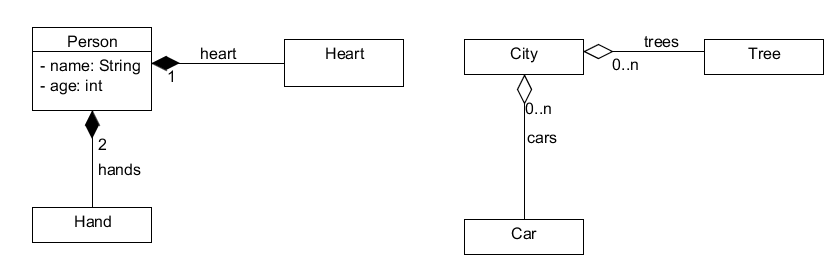 Person
- name: String
- age: int
heart
1
Heart
2
hands
Hand
City
trees
0..n
Tree
0..n
cars
Car